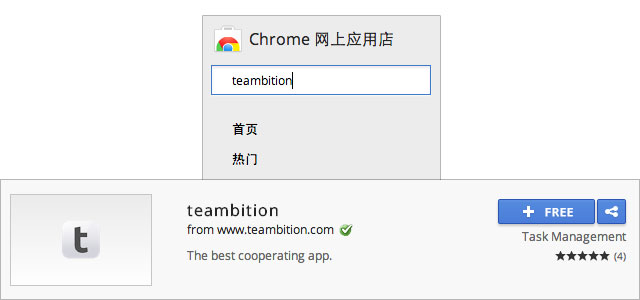 Chrome 网上应用店
teambition
首页
热门
t
teambition
from www.teambition.com
The best cooperating app.
+ FREE
Task Management
★★★★★ (4)